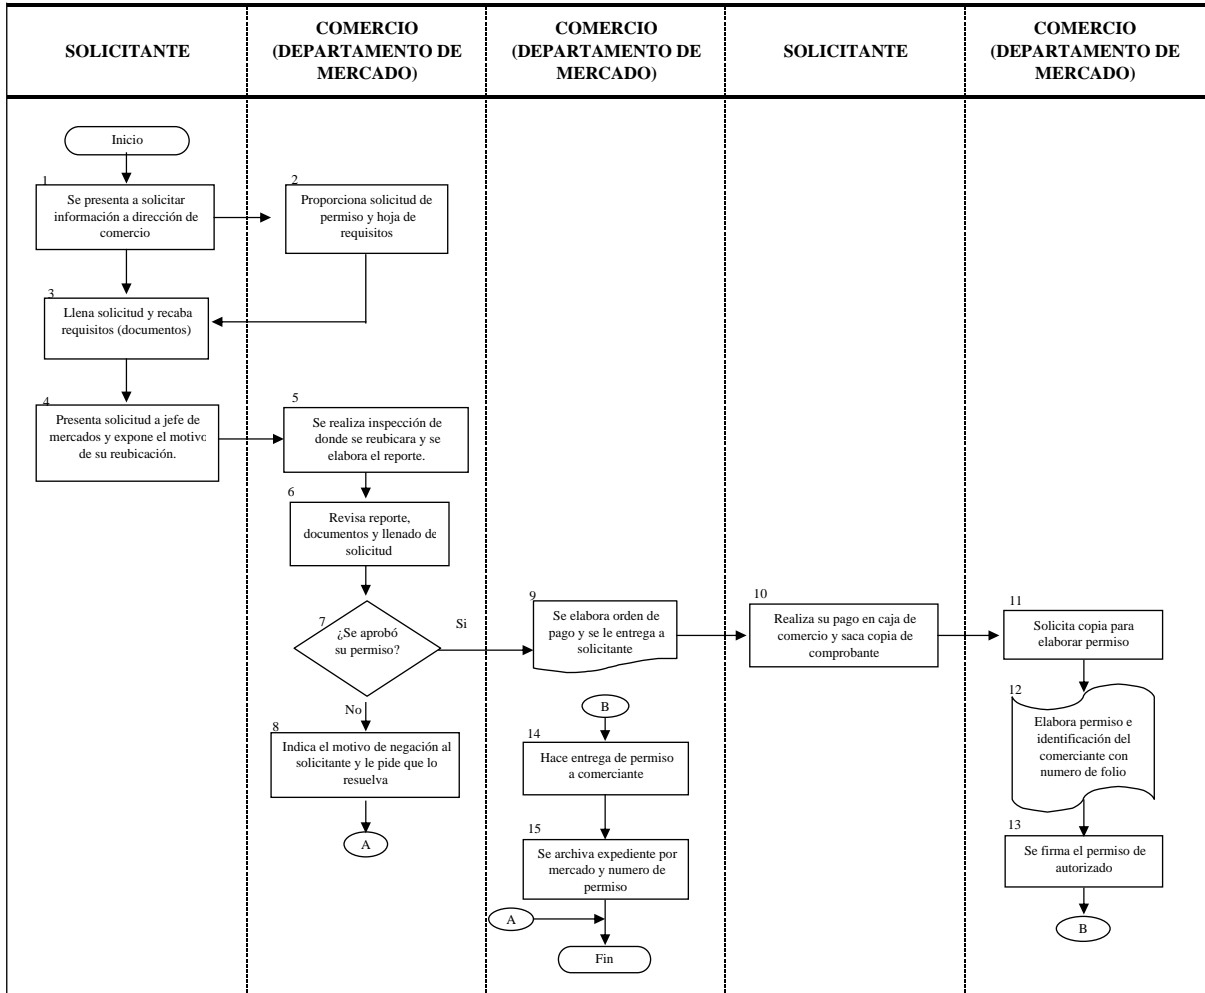 SOLICITANTE
COMERCIO
(DEPARTAMENTO DE
MERCADO)
COMERCIO
(DEPARTAMENTO DE
MERCADO)
SOLICITANTE
COMERCIO
(DEPARTAMENTO DE
MERCADO)
Inicio
1
Se presenta a solicitar
información a dirección de
comercio
2
Proporciona solicitud de
permiso y hoja de
requisitos
3
Llena solicitud y recaba
requisitos (documentos)
4
Presenta solicitud a jefe de
mercados y expone el motivo
de su reubicación.
5
Se realiza inspección de
donde se reubicara y se
elabora el reporte.
6
Revisa reporte,
documentos y llenado de
solicitud
7
¿Se aprobó
su permiso?
Si
No
8
Indica el motivo de negación al
solicitante y le pide que lo
resuelva
A
9
Se elabora orden de
pago y se le entrega a
solicitante
10
Realiza su pago en caja de
comercio y saca copia de
comprobante
11
Solicita copia para
elaborar permiso
12
Elabora permiso e
identificación del
comerciante con
numero de folio
13
Se firma el permiso de
autorizado
B
B
14
Hace entrega de permiso
a comerciante
15
Se archiva expediente por
mercado y numero de
permiso
A
Fin